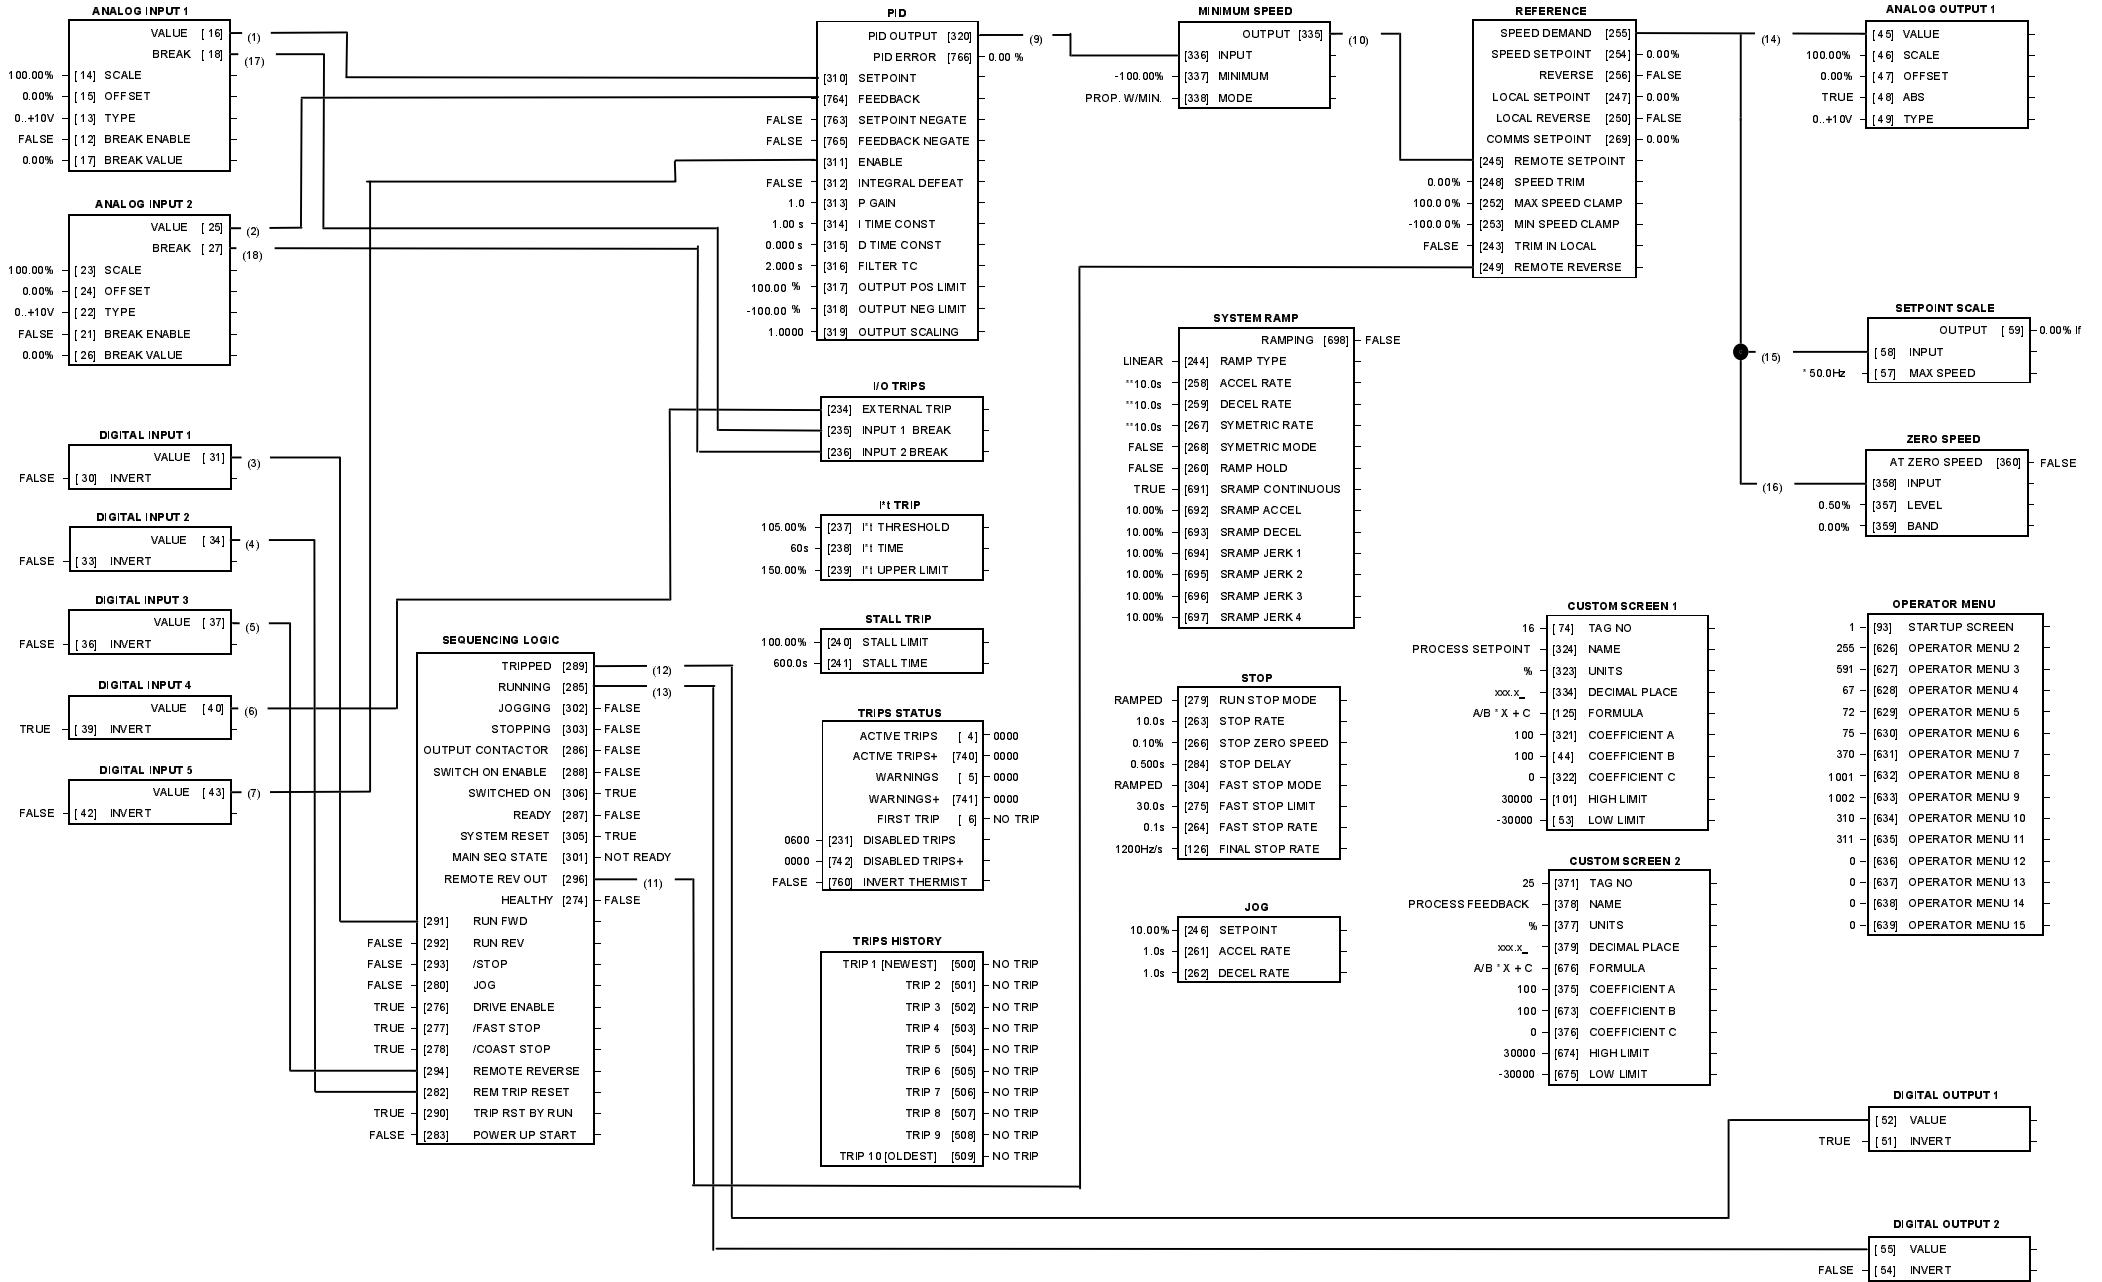 ANALOG INPUT 1
VALUE [ 16] (1)
BREAK [ 18] (17)
100.00% [ 14] SCALE
0.00% [ 15] OFFSET
0..+10V [ 13] TYPE
FALSE [ 12] BREAK ENABLE
0.00% [ 17] BREAK VALUE
ANALOG INPUT 2
VALUE [ 25] (2)
BREAK [ 27] (18)
100.00% [ 23] SCALE
0.00% [ 24] OFFSET
0..+10V [ 22] TYPE
FALSE [ 21] BREAK ENABLE
0.00% [ 26] BREAK VALUE
DIGITAL INPUT 1
VALUE [ 31] (3)
FALSE [ 30] INVERT
DIGITAL INPUT 2
VALUE [ 34] (4)
FALSE [ 33] INVERT
DIGITAL INPUT 3
VALUE [ 37] (5)
FALSE [ 36] INVERT
DIGITAL INPUT 4
VALUE [ 40] (6)
TRUE [ 39] INVERT
DIGITAL INPUT 5
VALUE [ 43] (7)
FALSE [ 42] INVERT
SEQUENCING LOGIC
TRIPPED [289] (12)
RUNNING [285] (13)
JOGGING [302] FALSE
STOPPING [303] FALSE
OUTPUT CONTACTOR [286] FALSE
SWITCH ON ENABLE [288] FALSE
SWITCHED ON [306] TRUE
READY [287] FALSE
SYSTEM RESET [305] TRUE
MAIN SEQ STATE [301] NOT READY
REMOTE REV OUT [296] (11)
HEALTHY [274] FALSE
[291] RUN FWD
FALSE [292] RUN REV
FALSE [293] /STOP
FALSE [280] JOG
TRUE [276] DRIVE ENABLE
TRUE [277] /FAST STOP
TRUE [278] /COAST STOP
[294] REMOTE REVERSE
[282] REM TRIP RESET
TRUE [290] TRIP RST BY RUN
FALSE [283] POWER UP START
PID
PID OUTPUT [320] (9)
PID ERROR [766] 0.00 %
[310] SETPOINT
[764] FEEDBACK
FALSE [763] SETPOINT NEGATE
FALSE [765] FEEDBACK NEGATE
[311] ENABLE
FALSE [312] INTEGRAL DEFEAT
1.0 [313] P GAIN
1.00 s [314] I TIME CONST
0.000 s [315] D TIME CONST
2.000 s [316] FILTER TC
100.00 % [317] OUTPUT POS LIMIT
-100.00 % [318] OUTPUT NEG LIMIT
1.0000 [319] OUTPUT SCALING
I/O TRIPS
[234] EXTERNAL TRIP
[235] INPUT 1 BREAK
[236] INPUT 2 BREAK
I*t TRIP
105.00% [237] I*t THRESHOLD
60s [238] I*t TIME
150.00% [239] I*t UPPER LIMIT
STALL TRIP
100.00% [240] STALL LIMIT
600.0s [241] STALL TIME
TRIPS STATUS
ACTIVE TRIPS [ 4] 0000
ACTIVE TRIPS+ [740] 0000
WARNINGS [ 5] 0000
WARNINGS+ [741] 0000
FIRST TRIP [ 6] NO TRIP
0600 [231] DISABLED TRIPS
0000 [742] DISABLED TRIPS+
FALSE [760] INVERT THERMIST
TRIPS HISTORY
TRIP 1 [NEWEST] [500] NO TRIP
TRIP 2 [501] NO TRIP
TRIP 3 [502] NO TRIP
TRIP 4 [503] NO TRIP
TRIP 5 [504] NO TRIP
TRIP 6 [505] NO TRIP
TRIP 7 [506] NO TRIP
TRIP 8 [507] NO TRIP
TRIP 9 [508] NO TRIP
TRIP 10 [OLDEST] [509] NO TRIP
MINIMUM SPEED
OUTPUT [335] (10)
[336] INPUT
-100.00% [337] MINIMUM
PROP. W/MIN. [338] MODE
SYSTEM RAMP
RAMPING [698] FALSE
LINEAR [244] RAMP TYPE
**10.0s [258] ACCEL RATE
**10.0s [259] DECEL RATE
**10.0s [267] SYMETRIC RATE
FALSE [268] SYMETRIC MODE
FALSE [260] RAMP HOLD
TRUE [691] SRAMP CONTINUOUS
10.00% [692] SRAMP ACCEL
10.00% [693] SRAMP DECEL
10.00% [694] SRAMP JERK 1
10.00% [695] SRAMP JERK 2
10.00% [696] SRAMP JERK 3
10.00% [697] SRAMP JERK 4
STOP
RAMPED [279] RUN STOP MODE
10.0s [263] STOP RATE
0.10% [266] STOP ZERO SPEED
0.500s [284] STOP DELAY
RAMPED [304] FAST STOP MODE
30.0s [275] FAST STOP LIMIT
0.1s [264] FAST STOP RATE
1200Hz/s [126] FINAL STOP RATE
JOG
10.00% [246] SETPOINT
1.0s [261] ACCEL RATE
1.0s [262] DECEL RATE
REFERENCE
SPEED DEMAND [255] (14)
SPEED SETPOINT [254] 0.00%
REVERSE [256] FALSE
LOCAL SETPOINT [247] 0.00%
LOCAL REVERSE [250] FALSE
COMMS SETPOINT [269] 0.00%
[245] REMOTE SETPOINT
0.00% [248] SPEED TRIM
100.00% [252] MAX SPEED CLAMP
-100.00% [253] MIN SPEED CLAMP
FALSE [243] TRIM IN LOCAL
[249] REMOTE REVERSE
CUSTOM SCREEN 1
16 [ 74] TAG NO
PROCESS SETPOINT [324] NAME
% [323] UNITS
xxx.x_ [334] DECIMAL PLACE
A/B * X + C [125] FORMULA
100 [321] COEFFICIENT A
100 [ 44] COEFFICIENT B
0 [322] COEFFICIENT C
30000 [101] HIGH LIMIT
-30000 [ 53] LOW LIMIT
CUSTOM SCREEN 2
25 [371] TAG NO
PROCESS FEEDBACK [378] NAME
% [377] UNITS
xxx.x_ [379] DECIMAL PLACE
A/B * X + C [676] FORMULA
100 [375] COEFFICIENT A
100 [673] COEFFICIENT B
0 [376] COEFFICIENT C
30000 [674] HIGH LIMIT
-30000 [675] LOW LIMIT
ANALOG OUTPUT 1
[ 45] VALUE
100.00% [ 46] SCALE
0.00% [ 47] OFFSET
TRUE [ 48] ABS
0..+10V [ 49] TYPE
SETPOINT SCALE
OUTPUT [ 59] 0.00% lf
(15) [ 58] INPUT
* 50.0Hz [ 57] MAX SPEED
ZERO SPEED
AT ZERO SPEED [360] FALSE
(16) [358] INPUT
0.50% [357] LEVEL
0.00% [359] BAND
OPERATOR MENU
1 [93] STARTUP SCREEN
255 [626] OPERATOR MENU 2
591 [627] OPERATOR MENU 3
67 [628] OPERATOR MENU 4
72 [629] OPERATOR MENU 5
75 [630] OPERATOR MENU 6
370 [631] OPERATOR MENU 7
1001 [632] OPERATOR MENU 8
1002 [633] OPERATOR MENU 9
310 [634] OPERATOR MENU 10
311 [635] OPERATOR MENU 11
0 [636] OPERATOR MENU 12
0 [637] OPERATOR MENU 13
0 [638] OPERATOR MENU 14
0 [639] OPERATOR MENU 15
DIGITAL OUTPUT 1
[ 52] VALUE
TRUE [ 51] INVERT
DIGITAL OUTPUT 2
[ 55] VALUE
FALSE [ 54] INVERT